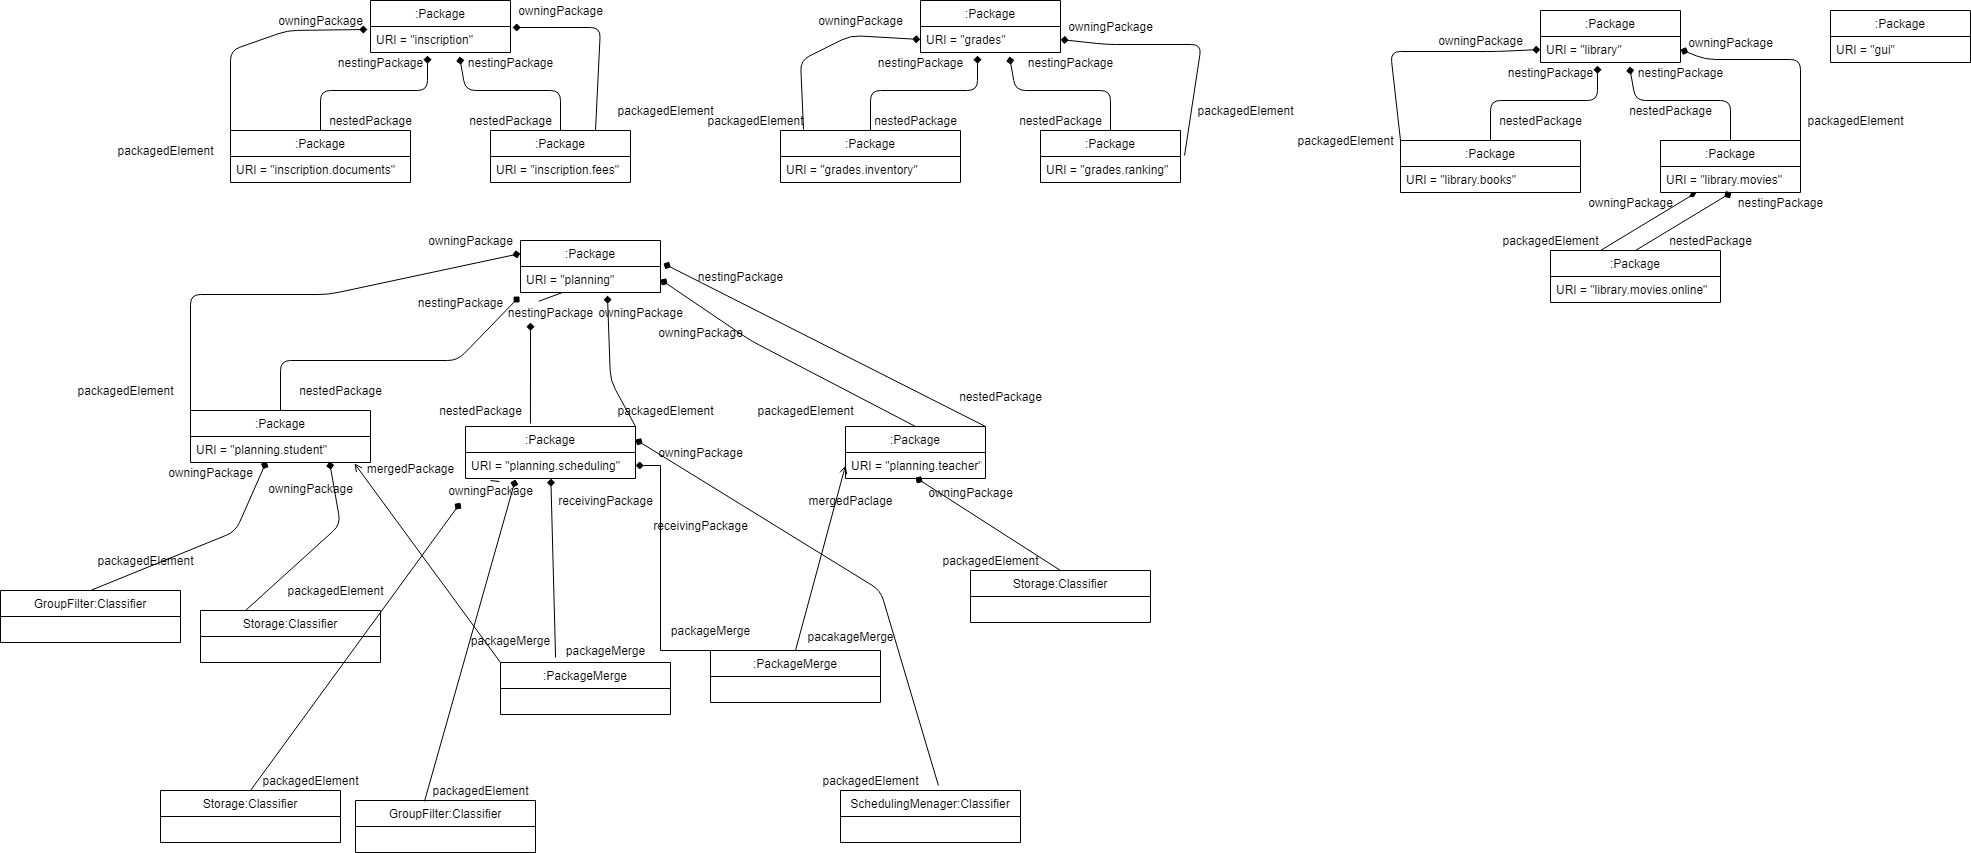 :Package
URI = "inscription"
owningPackage
owningPackage
nestingPackage
nestingPackage
packagedElement
nestedPackage
nestedPackage
packagedElement
:Package
URI = "inscription.documents"
:Package
URI = "inscription.fees"
:Package
URI = "grades"
owningPackage
owningPackage
nestingPackage
nestingPackage
packagedElement
nestedPackage
nestedPackage
packagedElement
:Package
URI = "grades.inventory"
:Package
URI = "grades.ranking"
:Package
URI = "library"
owningPackage
owningPackage
nestingPackage
nestingPackage
packagedElement
nestedPackage
nestedPackage
packagedElement
:Package
URI = "library.books"
:Package
URI = "library.movies"
owningPackage
nestingPackage
packagedElement
nestedPackage
:Package
URI = "library.movies.online"
:Package
URI = "gui"
owningPackage
:Package
URI = "planning"
nestingPackage
nestingPackage
nestingPackage
owningPackage
owningPackage
packagedElement
nestedPackage
nestedPackage
packagedElement
packagedElement
nestedPackage
:Package
URI = "planning.student"
:Package
URI = "planning.scheduling"
:Package
URI = "planning.teacher"
owningPackage
owningPackage
mergedPackage
owningPackage
receivingPackage
owningPackage
receivingPackage
mergedPaclage
owningPackage
packagedElement
packagedElement
packagedElement
GroupFilter:Classifier
Storage:Classifier
Storage:Classifier
packageMerge
packageMerge
packageMerge
pacakageMerge
:PackageMerge
:PackageMerge
packagedElement
packagedElement
packagedElement
Storage:Classifier
GroupFilter:Classifier
SchedulingMenager:Classifier